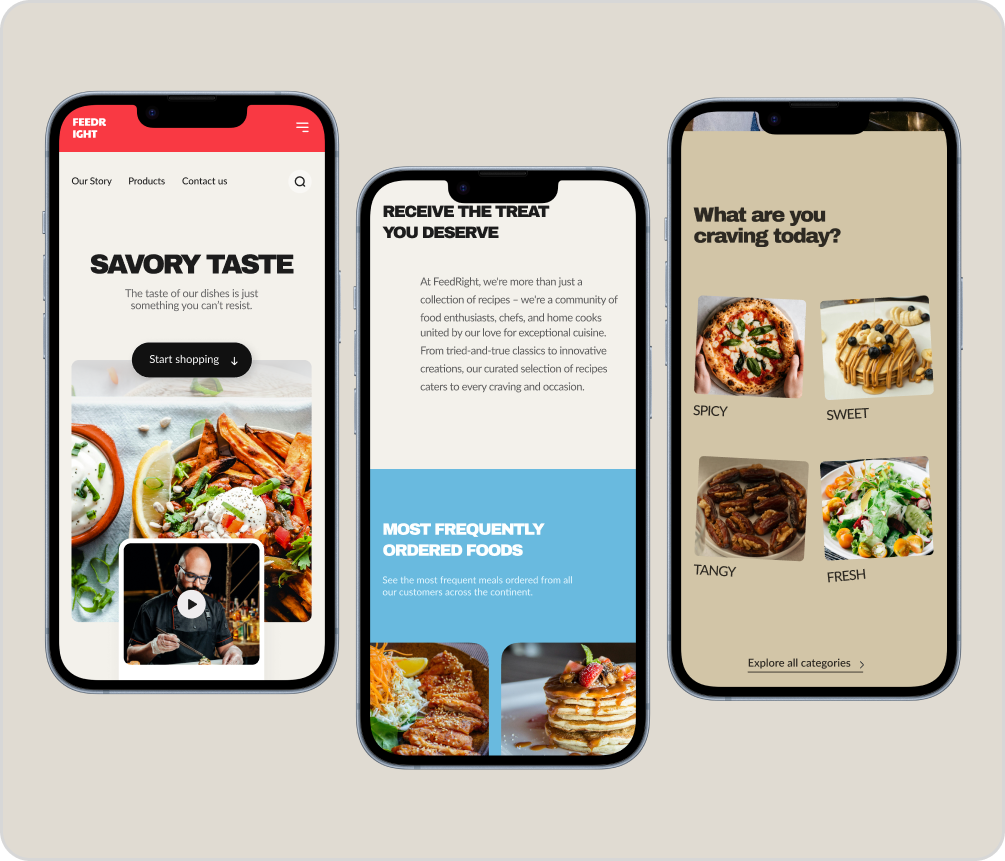 FEEDR
IGHT
Our Story Products Contact us
SAVORY TASTE
The taste of our dishes is just
something you can't resist.
Start shopping
RECEIVE THE TREAT
YOU DESERVE
At FeedRight, we're more than just a
collection of recipes – we're a community of
food enthusiasts, chefs, and home cooks
united by our love for exceptional cuisine.
From tried-and-true classics to innovative
creations, our curated selection of recipes
caters to every craving and occasion.
MOST FREQUENTLY
ORDERED FOODS
See the most frequent meals ordered from all
our customers across the continent.
What are you
craving today?
SPICY
SWEET
TANGY
FRESH
Explore all categories